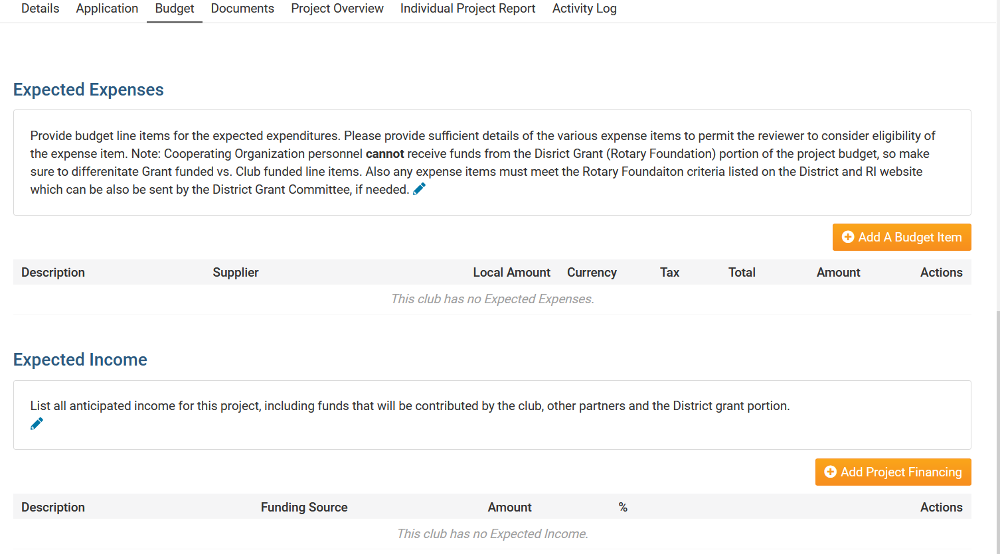 Details Application Budget Documents Project Overview Individual Project Report Activity Log
Expected Expenses
Provide budget line items for the expected expenditures. Please provide sufficient details of the various expense items to permit the reviewer to consider eligibility of
the expense item. Note: Cooperating Organization personnel cannot receive funds from the Disrict Grant (Rotary Foundation) portion of the project budget, so make
sure to differenitate Grant funded vs. Club funded line items. Also any expense items must meet the Rotary Foundaiton criteria listed on the District and RI website
which can be also be sent by the District Grant Committee, if needed.
Add A Budget Item
Description Supplier Local Amount Currency Tax Total Amount Actions
This club has no Expected Expenses.
Expected Income
List all anticipated income for this project, including funds that will be contributed by the club, other partners and the District grant portion.
Add Project Financing
Description Funding Source Amount % Actions
This club has no Expected Income.